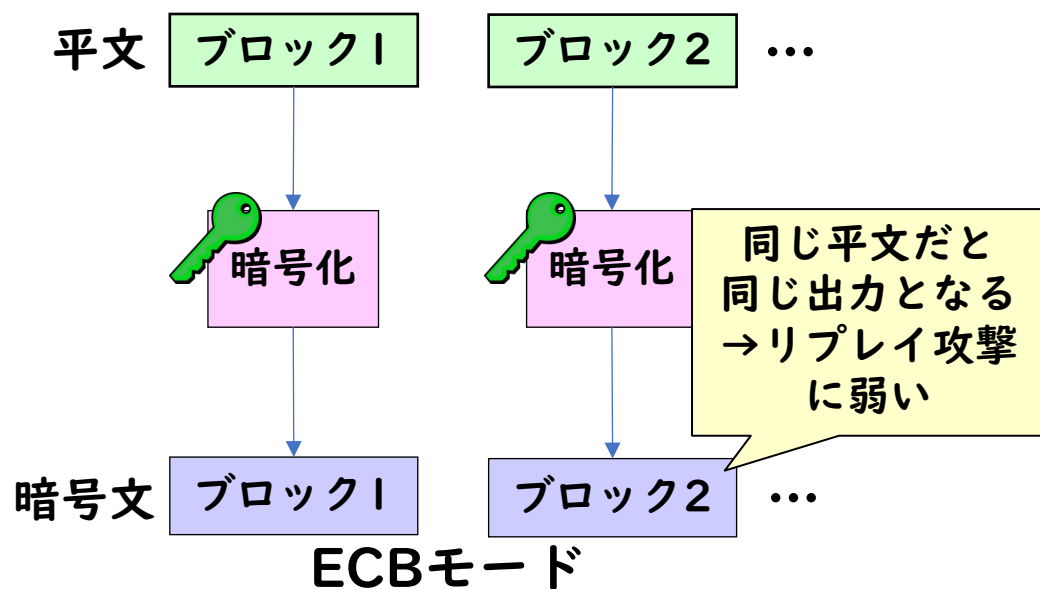 平文 ブロック1 ブロック2 …
暗号化 暗号化
同じ平文だと
同じ出力となる
→リプレイ攻撃
に弱い
暗号文 ブロック1 ブロック2 …
ECBモード